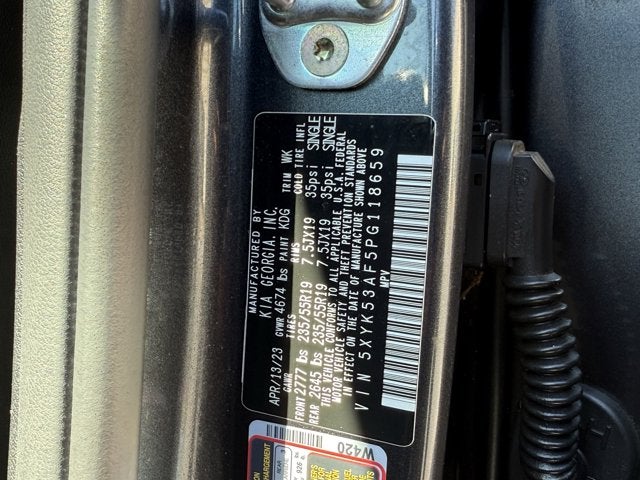 MANUFACTURED BY
KIA GEORGIA, INC.
APR/13/23 GVWR 4674 lbs PAINT KDG TRIM WK
GAWR TIRES RIMS COLD TIRE INFL
FRONT 2777 lbs 235/55R19 7.5JX19 35psi SINGLE
REAR 2645 lbs 235/55R19 7.5JX19 35psi SINGLE
THIS VEHICLE CONFORMS TO ALL APPLICABLE U.S.A. FEDERAL
MOTOR VEHICLE SAFETY AND THEFT PREVENTION STANDARDS
IN EFFECT ON THE DATE OF MANUFACTURE SHOWN ABOVE
VIN 5XYK53AF5PG118659
MPV
W420
REAR
926